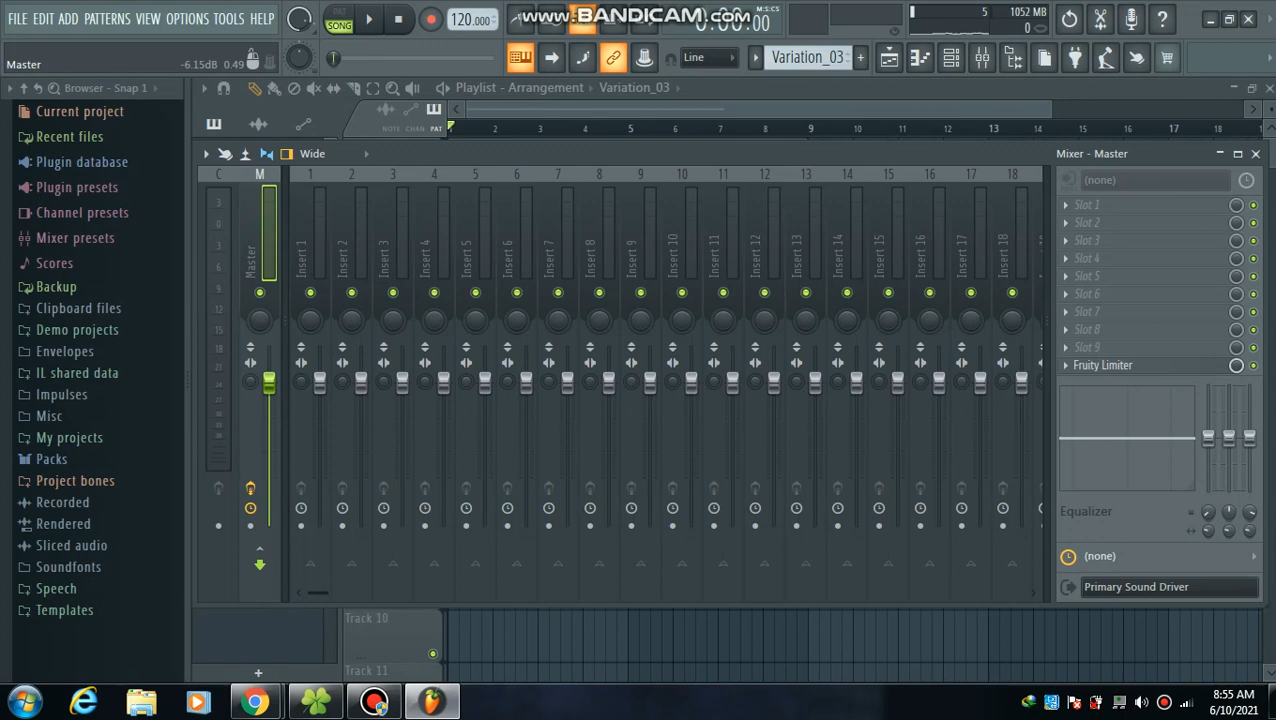 FILE EDIT ADD PATTERNS VIEW OPTIONS TOOLS HELP
PAT
SONG
120.000
www.BANDICAM.com
0:00:00
M:S:CS
5
1052 MB
0
Master
-6.15dB 0.49
Line
Variation_03
Browser - Snap 1
Playlist - Arrangement
Variation_03
NOTE CHAN PAT
1 2 3 4 5 6 7 8 9 10 11 12 13 14 15 16 17 18
Current project
Recent files
Plugin database
Plugin presets
Channel presets
Mixer presets
Scores
Backup
Clipboard files
Demo projects
Envelopes
IL shared data
Impulses
Misc
My projects
Packs
Project bones
Recorded
Rendered
Sliced audio
Soundfonts
Speech
Templates
Wide
C M 1 2 3 4 5 6 7 8 9 10 11 12 13 14 15 16 17 18
3
0
3
6
9
12
15
18
23
Master
Insert 1
Insert 2
Insert 3
Insert 4
Insert 5
Insert 6
Insert 7
Insert 8
Insert 9
Insert 10
Insert 11
Insert 12
Insert 13
Insert 14
Insert 15
Insert 16
Insert 17
Insert 18
Mixer - Master
(none)
Slot 1
Slot 2
Slot 3
Slot 4
Slot 5
Slot 6
Slot 7
Slot 8
Slot 9
Fruity Limiter
Equalizer
(none)
Primary Sound Driver
Track 10
Track 11
8:55 AM
6/10/2021